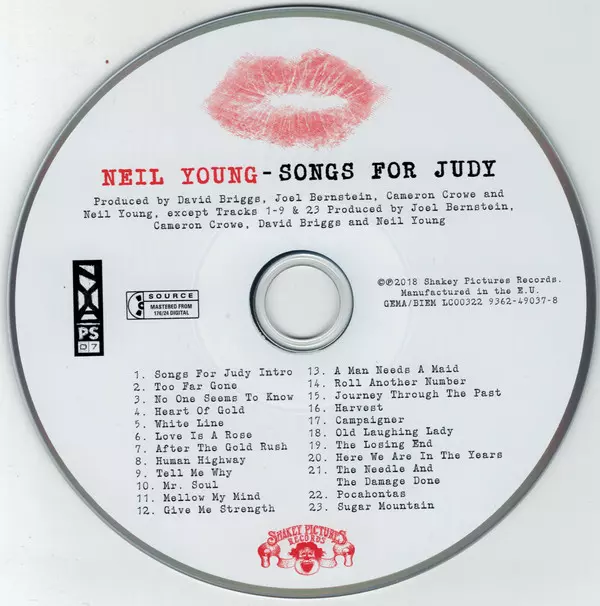 NEIL YOUNG - SONGS FOR JUDY
Produced by David Briggs, Joel Bernstein, Cameron Crowe and
Neil Young, except Tracks 1-9 & 23 Produced by Joel Bernstein,
Cameron Crowe, David Briggs and Neil Young
NYA
PS
07
SOURCE
MASTERED FROM
176/24 DIGITAL
©℗2018 Shakey Pictures Records.
Manufactured in the E.U.
GEMA/BIEM LC00322 9362-49037-8
1. Songs For Judy Intro
2. Too Far Gone
3. No One Seems To Know
4. Heart Of Gold
5. White Line
6. Love Is A Rose
7. After The Gold Rush
8. Human Highway
9. Tell Me Why
10. Mr. Soul
11. Mellow My Mind
12. Give Me Strength
13. A Man Needs A Maid
14. Roll Another Number
15. Journey Through The Past
16. Harvest
17. Campaigner
18. Old Laughing Lady
19. The Losing End
20. Here We Are In The Years
21. The Needle And
The Damage Done
22. Pocahontas
23. Sugar Mountain
SHAKEY PICTURES
RECORDS